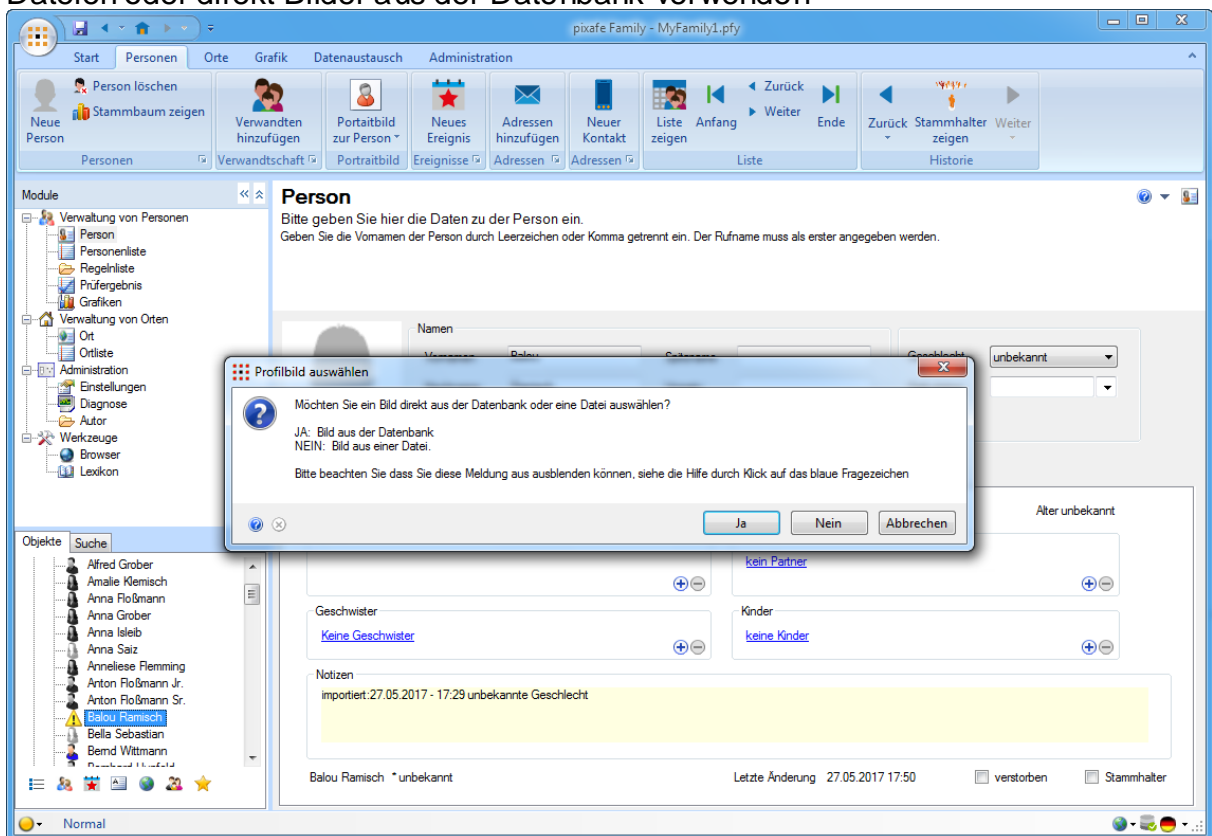 Dateien oder direkt Bilder aus der Datenbank verwenden
pixafe Family - MyFamily1.pfy
Start Personen Orte Grafik Datenaustausch Administration
Neue Person
Person löschen
Stammbaum zeigen
Verwandten hinzufügen
Portaitbild zur Person
Neues Ereignis
Adressen hinzufügen
Neuer Kontakt
Liste zeigen
Anfang
Zurück
Weiter
Ende
Zurück
Stammhalter zeigen
Weiter
Personen Verwandtschaft Portraitbild Ereignisse Adressen Adressen Liste Historie
Module
Verwaltung von Personen
Person
Personenliste
Regelnliste
Prüfergebnis
Grafiken
Verwaltung von Orten
Ort
Ortliste
Administration
Einstellungen
Diagnose
Autor
Werkzeuge
Browser
Lexikon
Person
Bitte geben Sie hier die Daten zu der Person ein.
Geben Sie die Vornamen der Person durch Leerzeichen oder Komma getrennt ein. Der Rufname muss als erster angegeben werden.
Namen
Vornamen Balou Spätname Geschlecht unbekannt
Profilbild auswählen
Möchten Sie ein Bild direkt aus der Datenbank oder eine Datei auswählen?
JA: Bild aus der Datenbank
NEIN: Bild aus einer Datei.
Bitte beachten Sie dass Sie diese Meldung aus ausblenden können, siehe die Hilfe durch Klick auf das blaue Fragezeichen
Ja Nein Abbrechen
Alter unbekannt
kein Partner
Geschwister
Keine Geschwister
Kinder
keine Kinder
Notizen
importiert:27.05.2017 - 17:29 unbekannte Geschlecht
Balou Ramisch * unbekannt Letzte Änderung 27.05.2017 17:50 verstorben Stammhalter
Objekte Suche
Alfred Grober
Amalie Klemisch
Anna Floßmann
Anna Grober
Anna Isleib
Anna Saiz
Anneliese Flemming
Anton Floßmann Jr.
Anton Floßmann Sr.
Balou Ramisch
Bella Sebastian
Bernd Wittmann
Normal